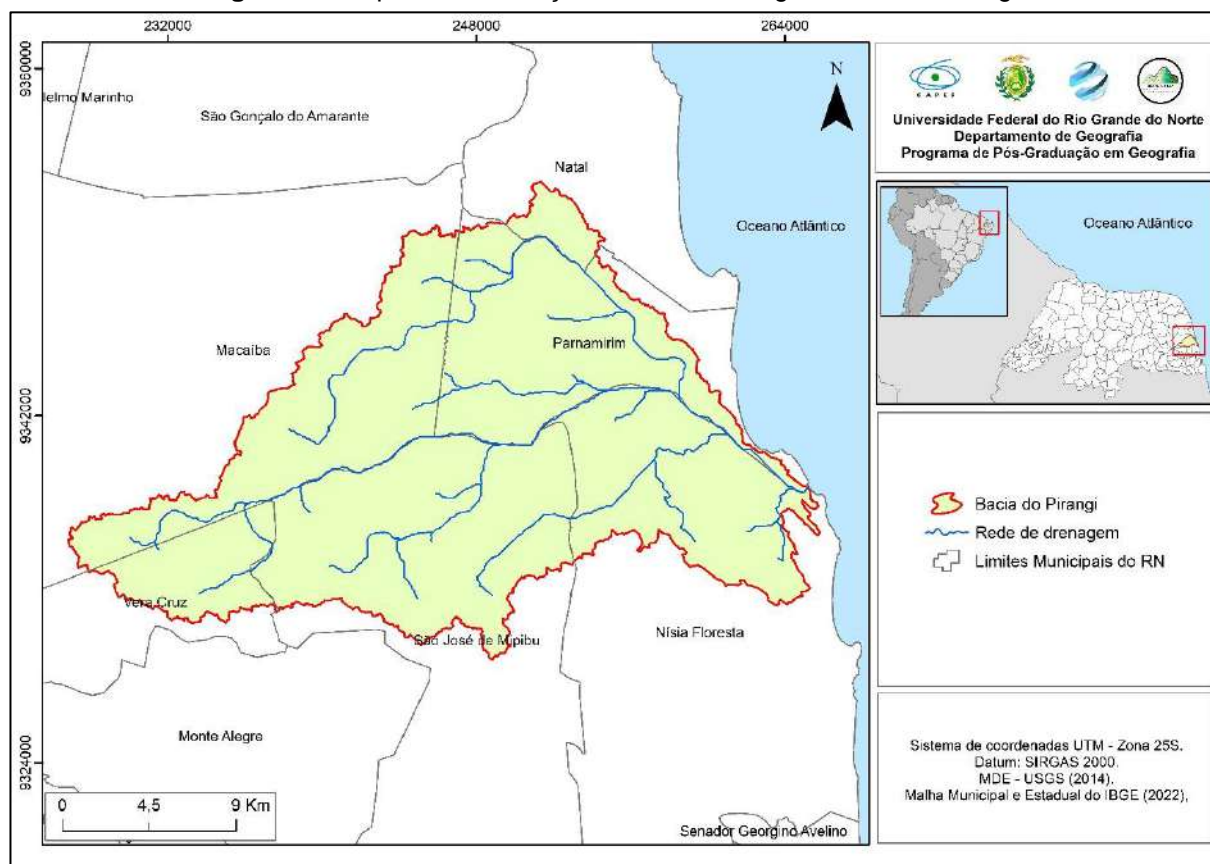 232000
248000
264000
9360000
9342000
9324000
N
São Gonçalo do Amarante
Natal
Oceano Atlântico
Macaíba
Parnamirim
Vera Cruz
São José de Mipibu
Nísia Floresta
Monte Alegre
Senador Georgino Avelino
0 4,5 9 Km
CAPES
Universidade Federal do Rio Grande do Norte
Departamento de Geografia
Programa de Pós-Graduação em Geografia
Oceano Atlântico
Bacia do Pirangi
Rede de drenagem
Limites Municipais do RN
Sistema de coordenadas UTM - Zona 25S.
Datum: SIRGAS 2000.
MDE - USGS (2014).
Malha Municipal e Estadual do IBGE (2022),